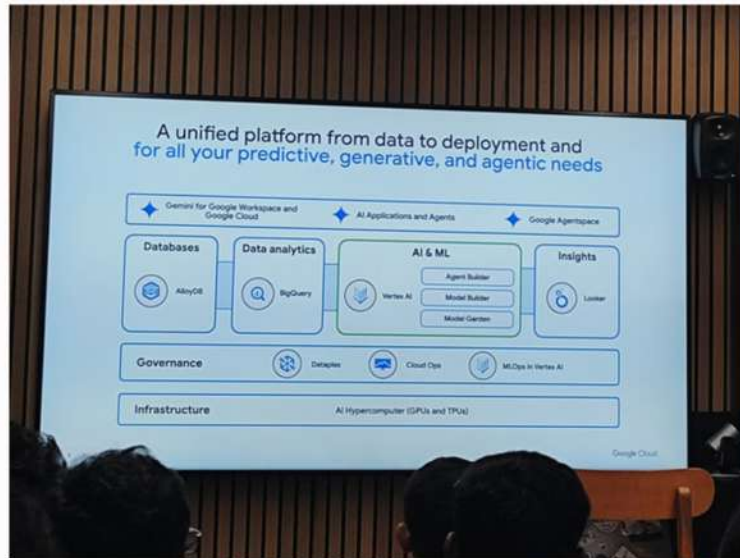 A unified platform from data to deployment and
for all your predictive, generative, and agentic needs
Gemini for Google Workspace and
Google Cloud
AI Applications and Agents
Google Agentspace
Databases
AlloyDB
Data analytics
BigQuery
AI & ML
Vertex AI
Agent Builder
Model Builder
Model Garden
Insights
Looker
Governance
Dataplex
Cloud Ops
MLOps in Vertex AI
Infrastructure
AI Hypercomputer (GPUs and TPUs)
Google Cloud